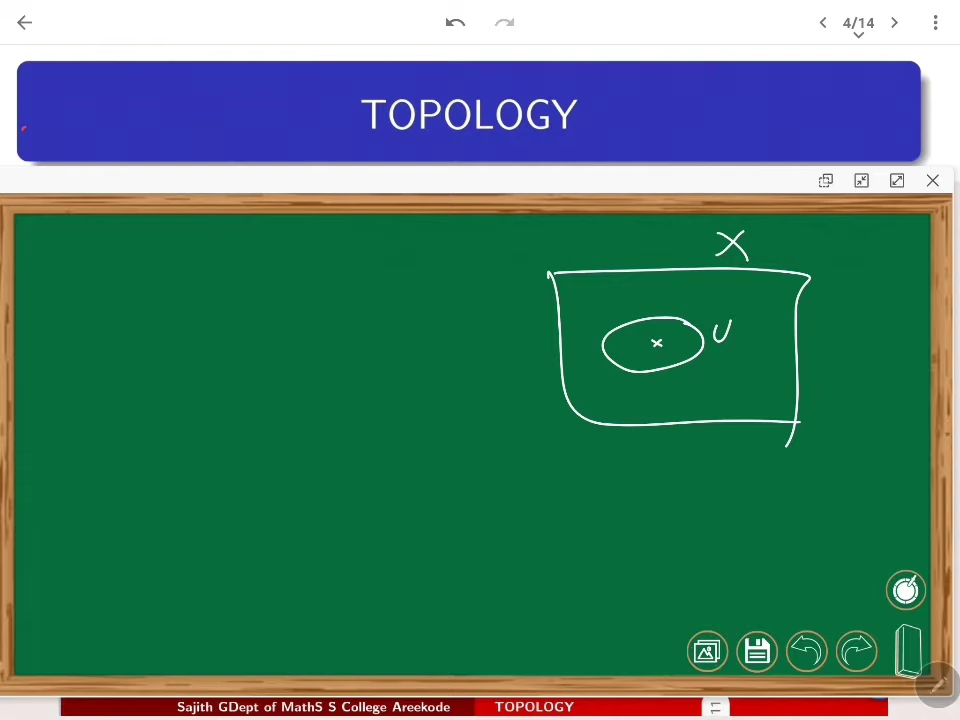 4/14
TOPOLOGY
X
U
x
Sajith GDept of MathS S College Areekode TOPOLOGY